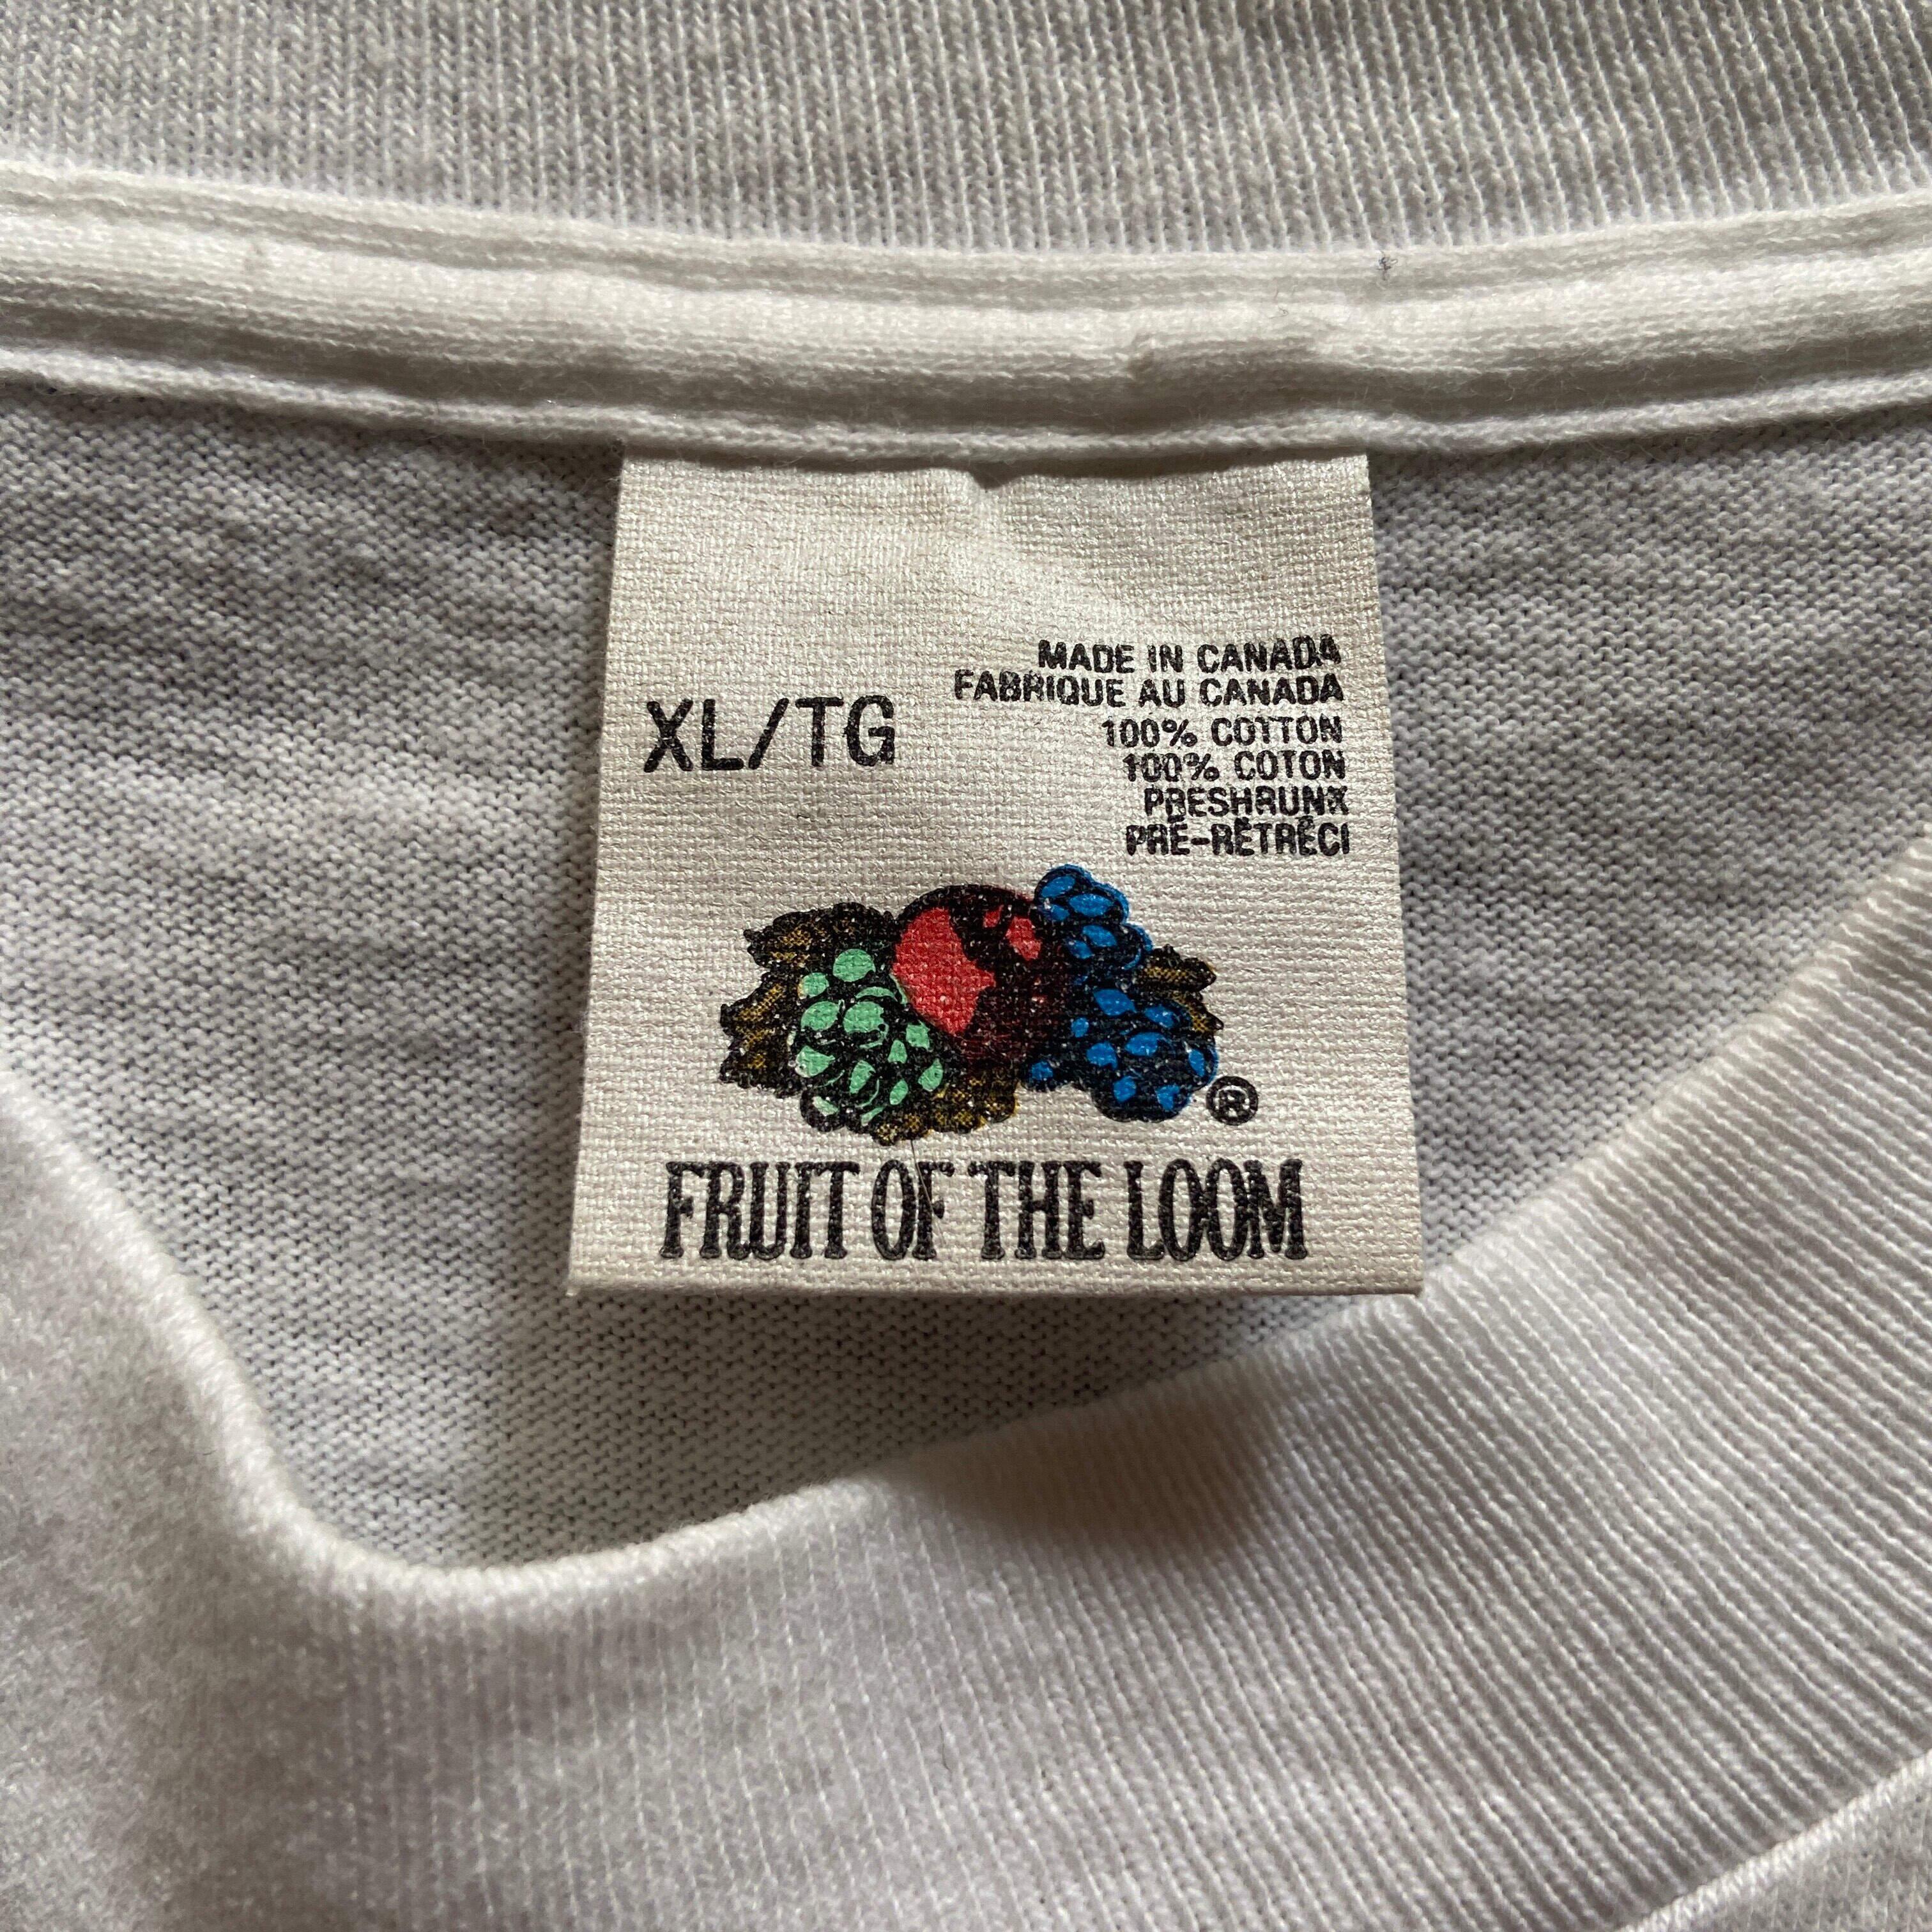 MADE IN CANADA
FABRIQUE AU CANADA
XL/TG
100% COTTON
100% COTON
PRESHRUNK
PRÉ-RÉTRÉCI
®
FRUIT OF THE LOOM